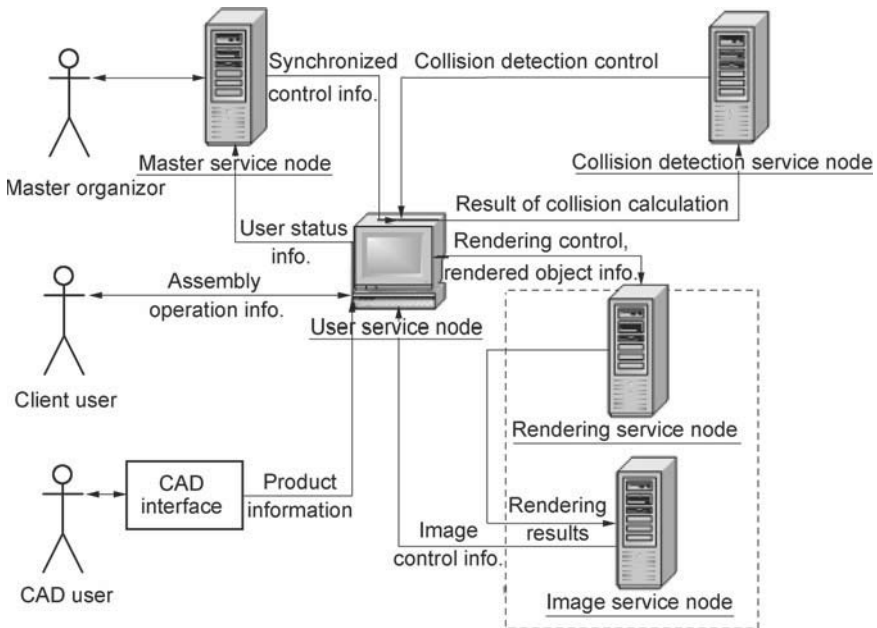 Synchronized
control info.
Collision detection control
Master service node
Collision detection service node
Master organizor
User status
info.
Result of collision calculation
Rendering control,
rendered object info.
Assembly
operation info.
User service node
Client user
Rendering service node
CAD
interface
Product
information
Rendering
results
Image
control info.
CAD user
Image service node